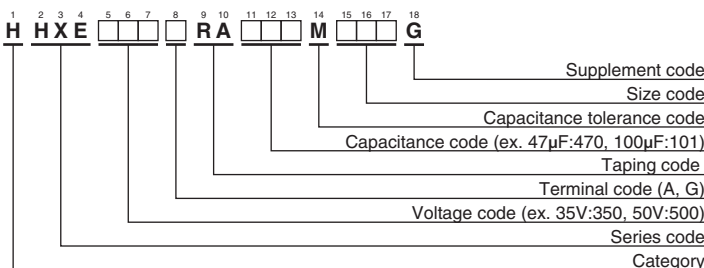 1 2 3 4 5 6 7 8 9 10 11 12 13 14 15 16 17 18
H H X E □□□ □ R A □□□ M □□□ G
Supplement code
Size code
Capacitance tolerance code
Capacitance code (ex. 47μF:470, 100μF:101)
Taping code
Terminal code (A, G)
Voltage code (ex. 35V:350, 50V:500)
Series code
Category